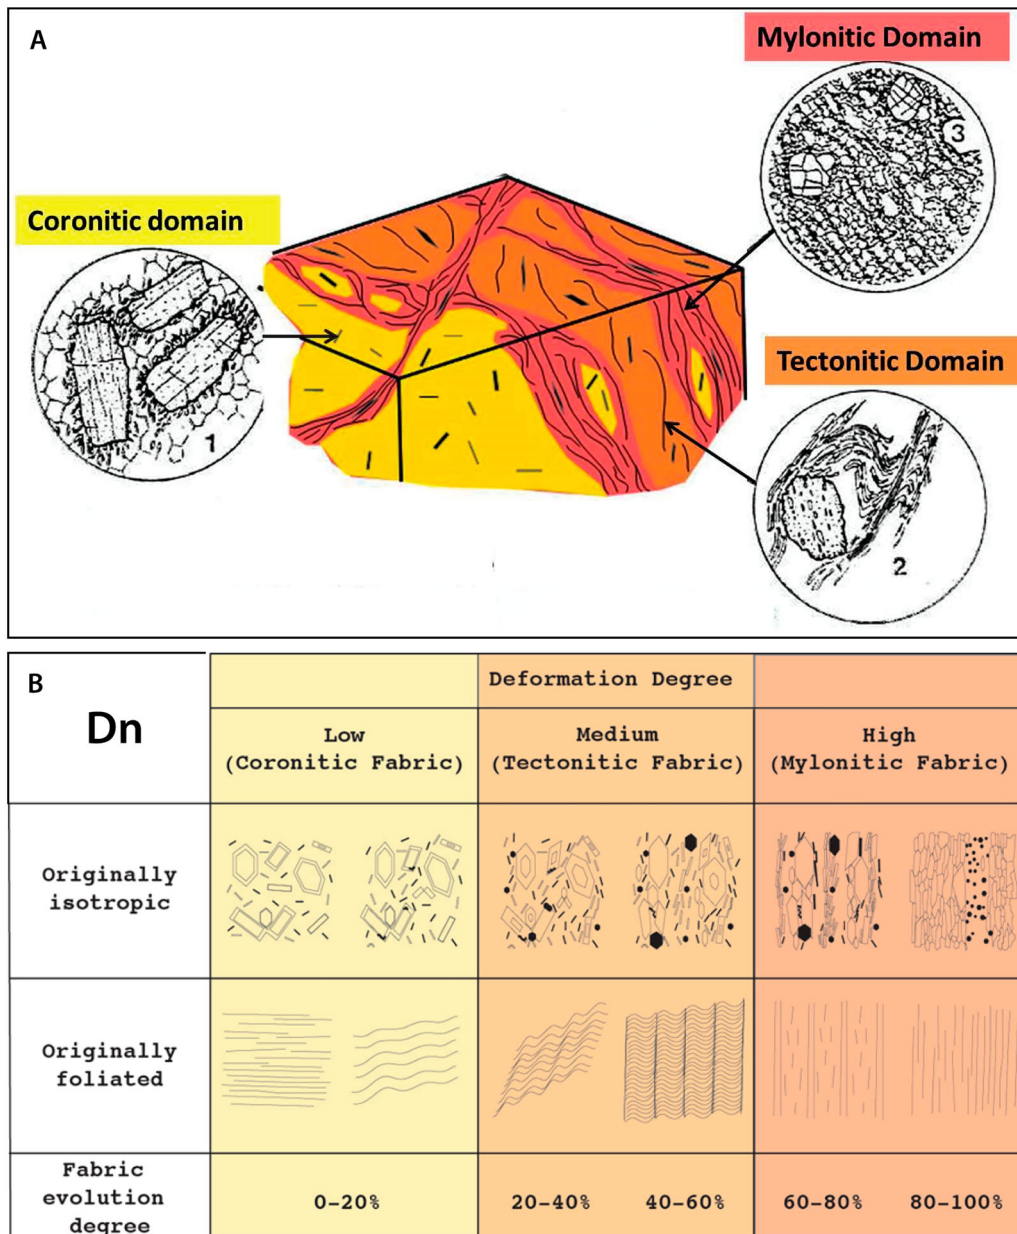 A
Mylonitic Domain
3
Coronitic domain
1
Tectonitic Domain
2
B
Dn
Deformation Degree
Low
(Coronitic Fabric)
Medium
(Tectonitic Fabric)
High
(Mylonitic Fabric)
Originally
isotropic
Originally
foliated
Fabric
evolution
degree
0-20%
20-40%
40-60%
60-80%
80-100%